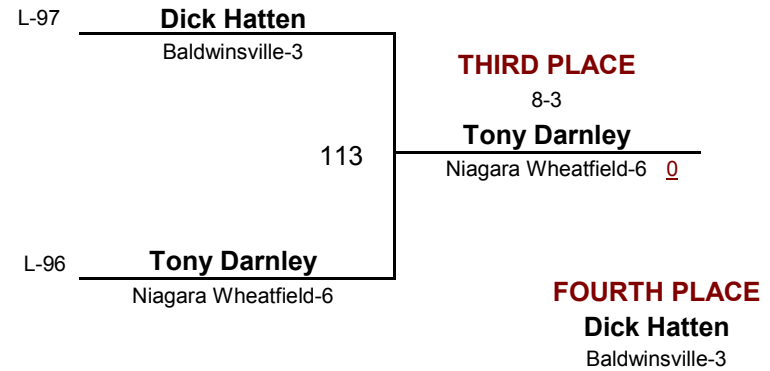 L-97 Dick Hatten
Baldwinsville-3
THIRD PLACE
8-3
Tony Darnley
113
Niagara Wheatfield-6 0
L-96 Tony Darnley
Niagara Wheatfield-6
FOURTH PLACE
Dick Hatten
Baldwinsville-3